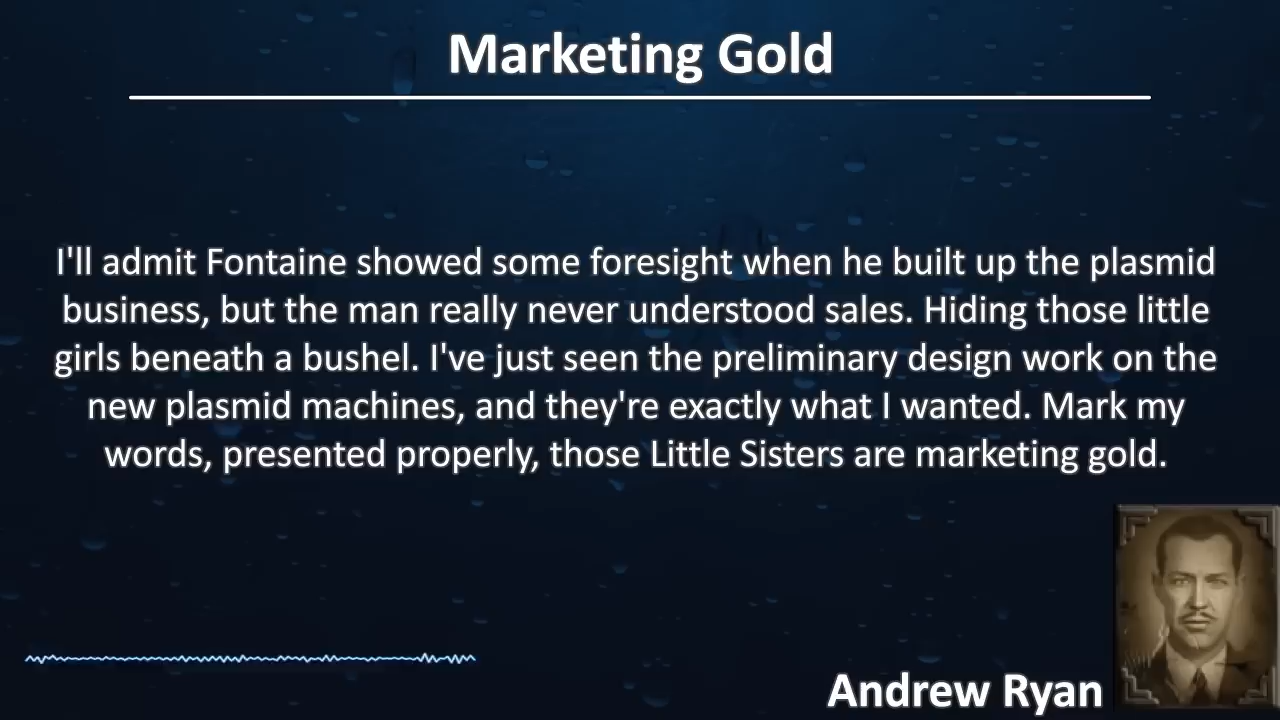 Marketing Gold
I'll admit Fontaine showed some foresight when he built up the plasmid
business, but the man really never understood sales. Hiding those little
girls beneath a bushel. I've just seen the preliminary design work on the
new plasmid machines, and they're exactly what I wanted. Mark my
words, presented properly, those Little Sisters are marketing gold.
Andrew Ryan